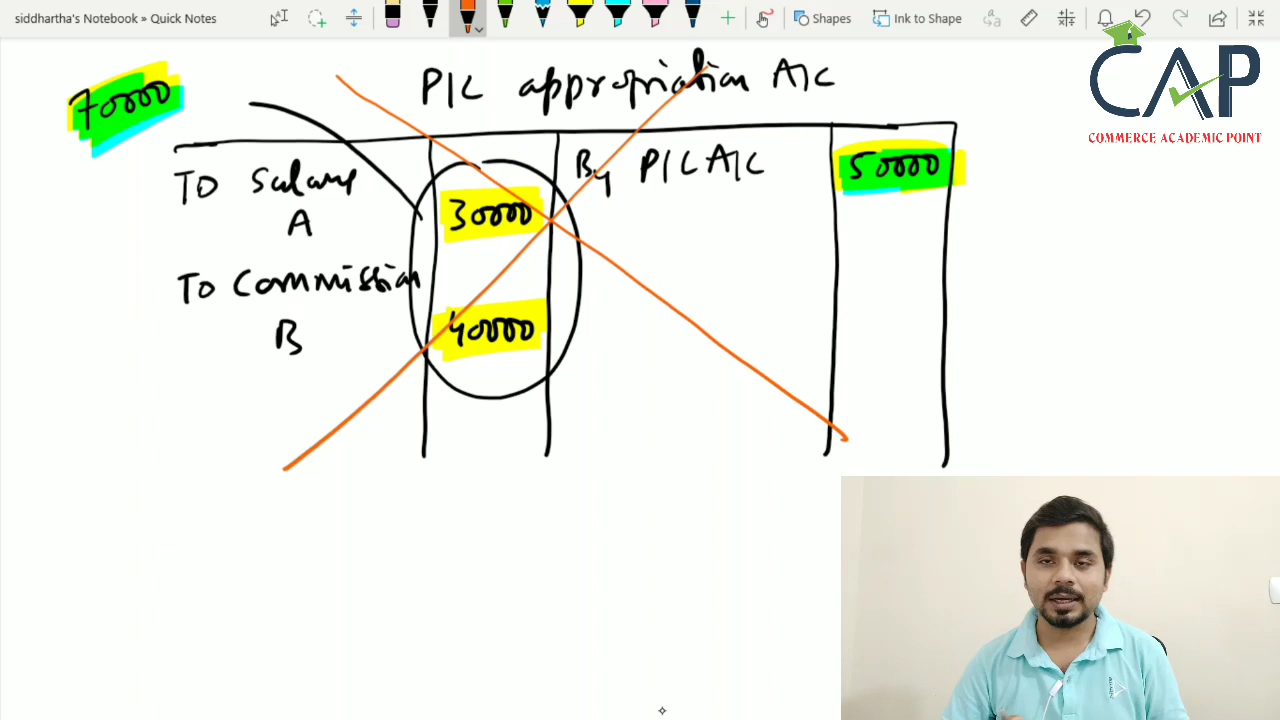 siddhartha's Notebook » Quick Notes
Shapes
Ink to Shape
CAP
COMMERCE ACADEMIC POINT
P/L appropriation A/C
70000
To Salary
A
30000
By P/L A/C
50000
To Commission
B
40000